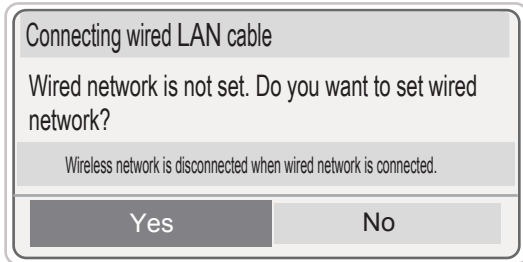 Connecting wired LAN cable
Wired network is not set. Do you want to set wired
network?
Wireless network is disconnected when wired network is connected.
Yes
No